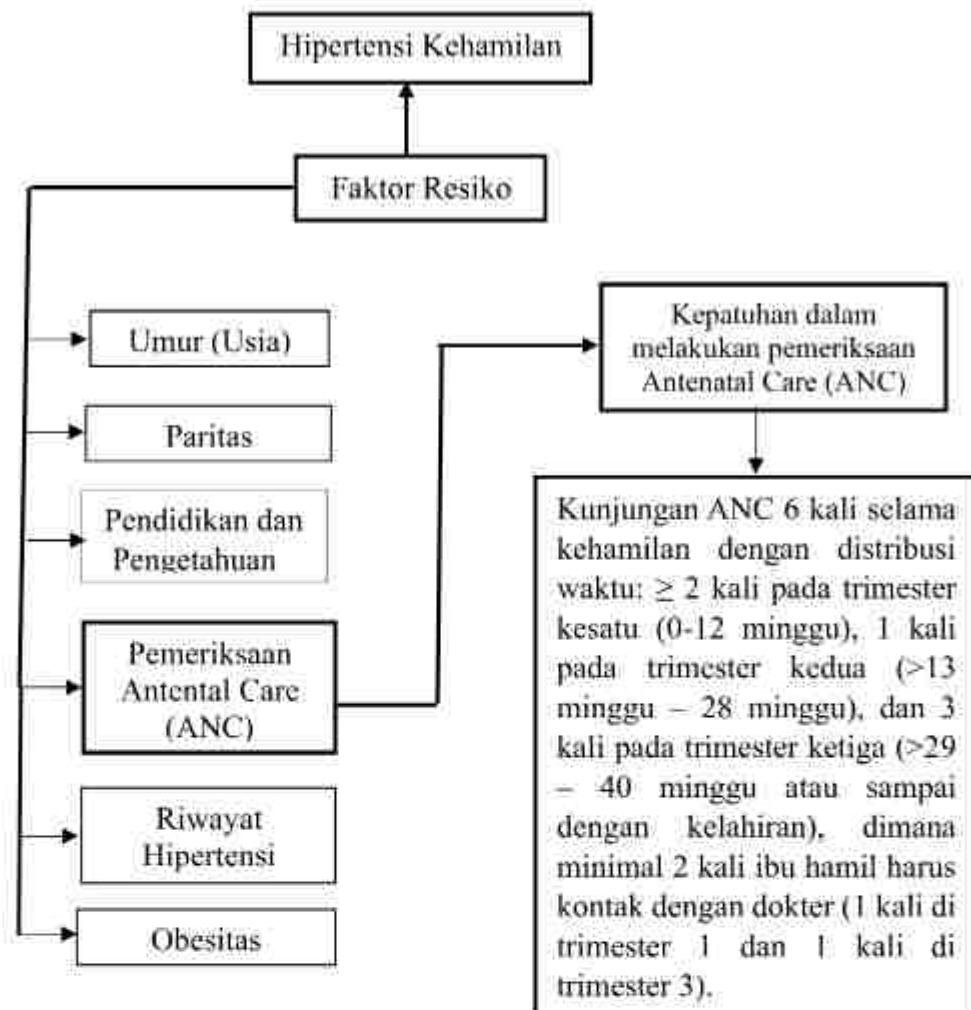 Hipertensi Kehamilan
Faktor Resiko
Umur (Usia)
Paritas
Pendidikan dan
Pengetahuan
Pemeriksaan
Antental Care
(ANC)
Riwayat
Hipertensi
Obesitas
Kepatuhan dalam
melakukan pemeriksaan
Antenatal Care (ANC)
Kunjungan ANC 6 kali selama
kehamilan dengan distribusi
waktu: ≥ 2 kali pada trimester
kesatu (0-12 minggu), 1 kali
pada trimester kedua (>13
minggu – 28 minggu), dan 3
kali pada trimester ketiga (>29
– 40 minggu atau sampai
dengan kelahiran), dimana
minimal 2 kali ibu hamil harus
kontak dengan dokter (1 kali di
trimester 1 dan 1 kali di
trimester 3).